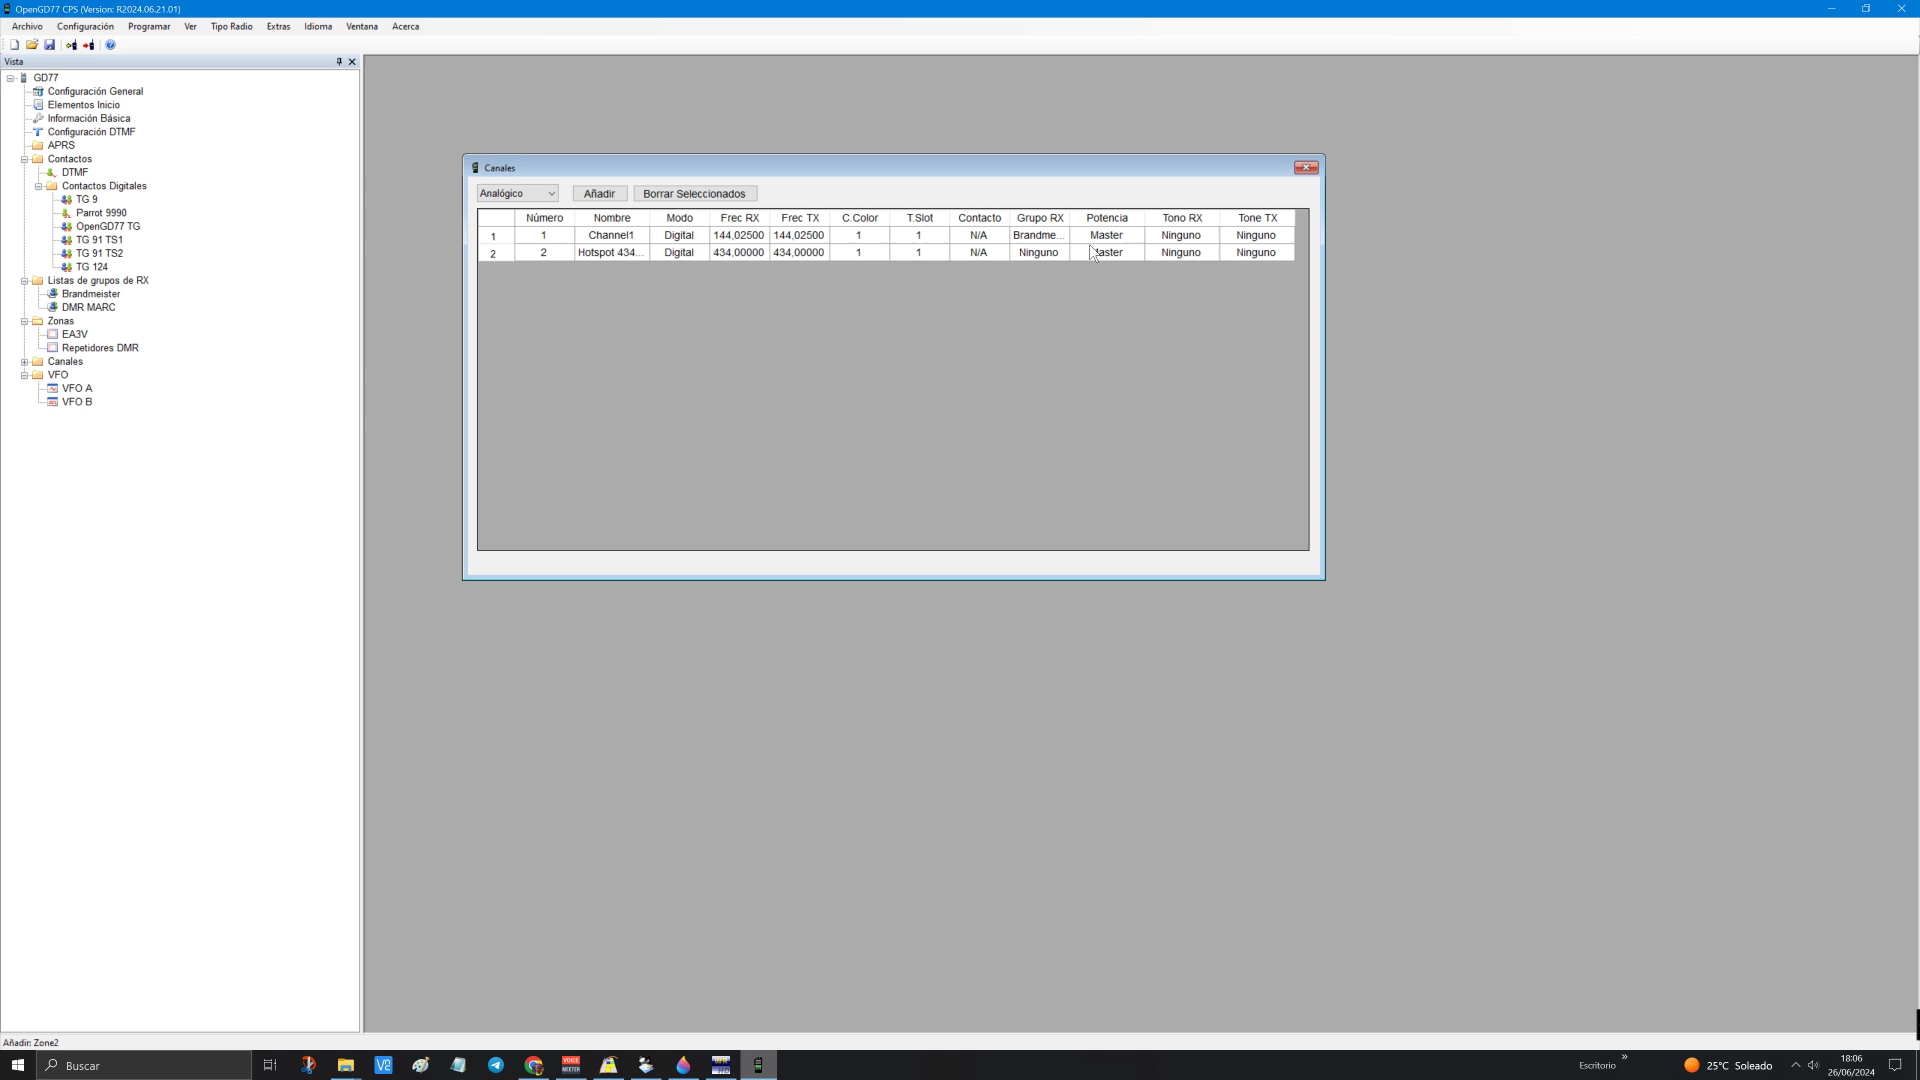 OpenGD77 CPS (Version: R2024.06.21.01)
Archivo Configuración Programar Ver Tipo Radio Extras Idioma Ventana Acerca
Vista
GD77
Configuración General
Elementos Inicio
Información Básica
Configuración DTMF
APRS
Contactos
DTMF
Contactos Digitales
TG 9
Parrot 9990
OpenGD77 TG
TG 91 TS1
TG 91 TS2
TG 124
Listas de grupos de RX
Brandmeister
DMR MARC
Zonas
EA3V
Repetidores DMR
Canales
VFO
VFO A
VFO B
Canales
Analógico Añadir Borrar Seleccionados
Número Nombre Modo Frec RX Frec TX C.Color T.Slot Contacto Grupo RX Potencia Tono RX Tone TX
1 1 Channel1 Digital 144,02500 144,02500 1 1 N/A Brandme... Master Ninguno Ninguno
2 2 Hotspot 434... Digital 434,00000 434,00000 1 1 N/A Ninguno Master Ninguno Ninguno
Añadir: Zone2
Buscar
V2
VOICE
MEETER
Escritorio
25°C Soleado
18:06
26/06/2024